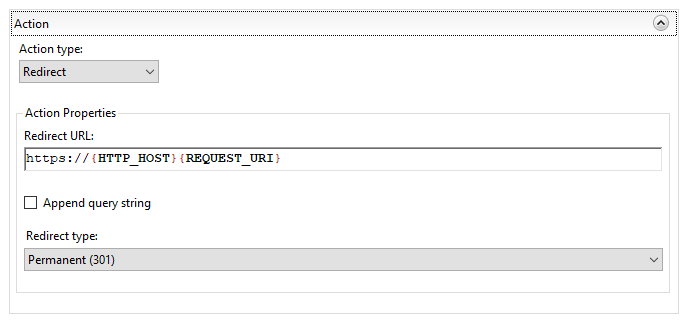 Action
Action type:
Redirect
Action Properties
Redirect URL:
https://{HTTP_HOST}{REQUEST_URI}
Append query string
Redirect type:
Permanent (301)